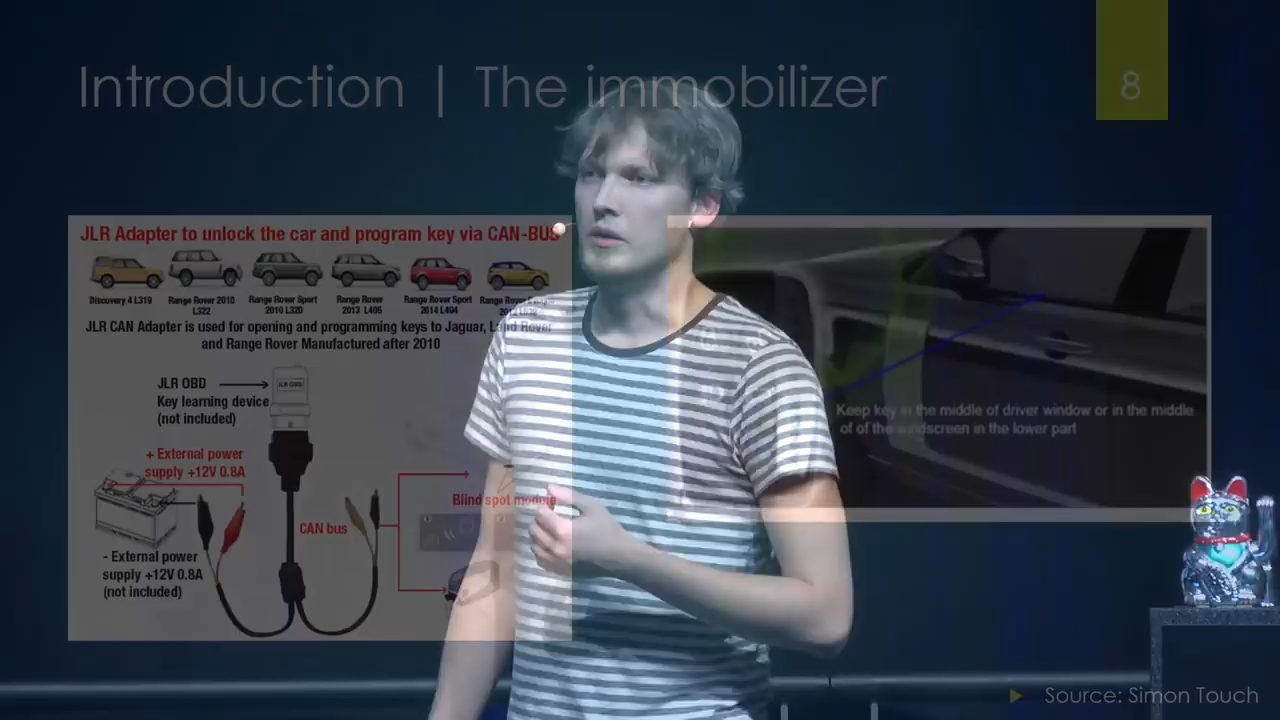 Introduction | The immobilizer
8
JLR Adapter to unlock the car and program key via CAN-BUS
Discovery 4 L319
Range Rover 2010
L322
Range Rover Sport
2010 L320
Range Rover
2013 L405
Range Rover Sport
2014 L494
Range Rover
JLR CAN Adapter is used for opening and programming keys to Jaguar, Land Rover
and Range Rover Manufactured after 2010
JLR OBD
Key learning device
(not included)
JLR OBD
+ External power
supply +12V 0.8A
CAN bus
Blind spot module
- External power
supply +12V 0.8A
(not included)
Keep key in the middle of driver window or in the middle
of of the windscreen in the lower part
Source: Simon Touch